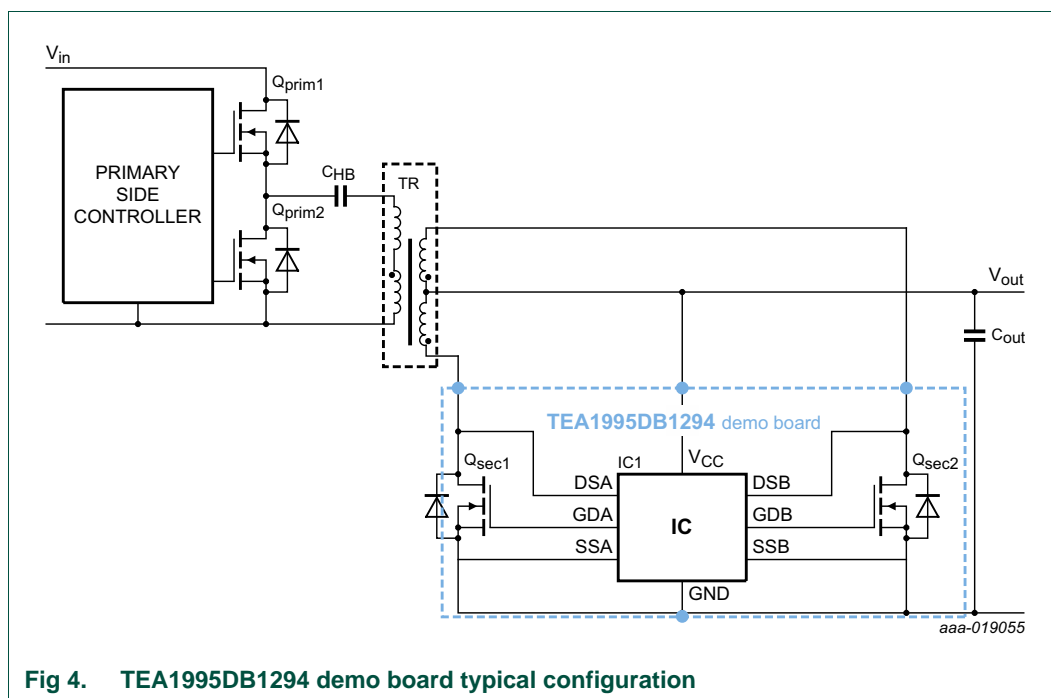 Vin
Qprim1
PRIMARY
SIDE
CONTROLLER
CHB
TR
Qprim2
Vout
Cout
TEA1995DB1294 demo board
Qsec1
IC1
VCC
Qsec2
DSA
DSB
GDA
IC
GDB
SSA
SSB
GND
aaa-019055
Fig 4. TEA1995DB1294 demo board typical configuration